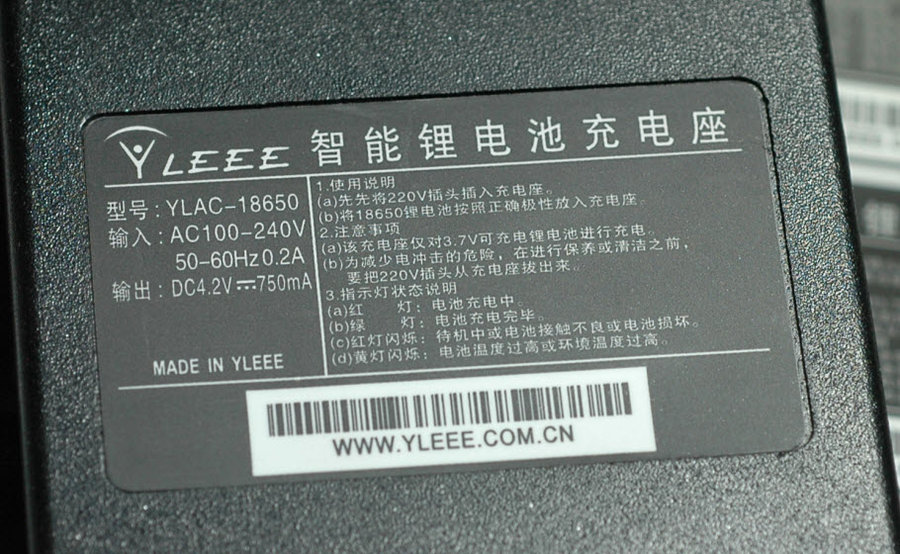 YLEEE 智能锂电池充电座
型号：YLAC-18650
输入：AC100-240V
50-60Hz 0.2A
输出：DC4.2V⎓750mA
MADE IN YLEEE
1.使用说明
(a)先先将220V插头插入充电座。
(b)将18650锂电池按照正确极性放入充电座。
2.注意事项
(a)该充电座仅对3.7V可充电锂电池进行充电。
(b)为减少电冲击的危险，在进行保养或清洁之前，
要把220V插头从充电座拔出来。
3.指示灯状态说明
(a)红 灯：电池充电中。
(b)绿 灯：电池充电完毕。
(c)红灯闪烁：待机中或电池接触不良或电池损坏。
(d)黄灯闪烁：电池温度过高或环境温度过高。
WWW.YLEEE.COM.CN